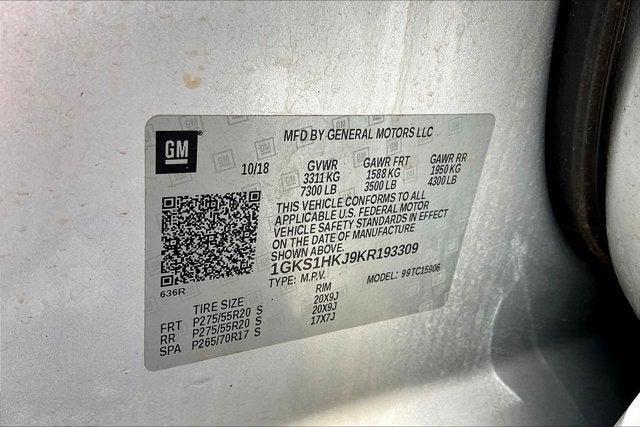 GM
MFD BY GENERAL MOTORS LLC
10/18 GVWR GAWR FRT GAWR RR
3311 KG 1588 KG 1950 KG
7300 LB 3500 LB 4300 LB
THIS VEHICLE CONFORMS TO ALL
APPLICABLE U.S. FEDERAL MOTOR
VEHICLE SAFETY STANDARDS IN EFFECT
ON THE DATE OF MANUFACTURE
SHOWN ABOVE.
1GKS1HKJ9KR193309
TYPE: M.P.V. MODEL: 99TC15906
636R
TIRE SIZE RIM
FRT P275/55R20 S 20X9J
RR P275/55R20 S 20X9J
SPA P265/70R17 S 17X7J